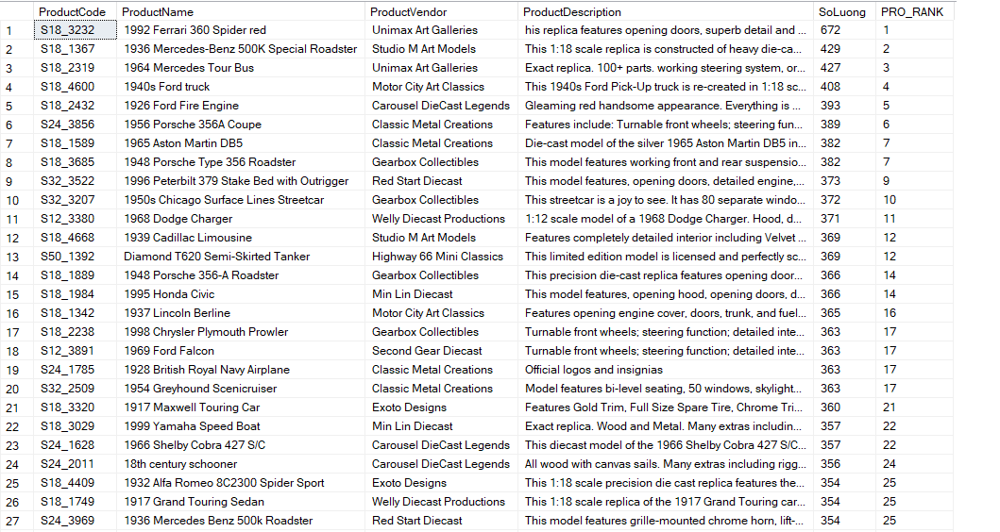 ProductCode ProductName ProductVendor ProductDescription SoLuong PRO_RANK
1 S18_3232 1992 Ferrari 360 Spider red Unimax Art Galleries his replica features opening doors, superb detail and ... 672 1
2 S18_1367 1936 Mercedes-Benz 500K Special Roadster Studio M Art Models This 1:18 scale replica is constructed of heavy die-ca... 429 2
3 S18_2319 1964 Mercedes Tour Bus Unimax Art Galleries Exact replica. 100+ parts. working steering system, or... 427 3
4 S18_4600 1940s Ford truck Motor City Art Classics This 1940s Ford Pick-Up truck is re-created in 1:18 sc... 408 4
5 S18_2432 1926 Ford Fire Engine Carousel DieCast Legends Gleaming red handsome appearance. Everything is ... 393 5
6 S24_3856 1956 Porsche 356A Coupe Classic Metal Creations Features include: Turnable front wheels; steering fun... 389 6
7 S18_1589 1965 Aston Martin DB5 Classic Metal Creations Die-cast model of the silver 1965 Aston Martin DB5 in... 382 7
8 S18_3685 1948 Porsche Type 356 Roadster Gearbox Collectibles This model features working front and rear suspensio... 382 7
9 S32_3522 1996 Peterbilt 379 Stake Bed with Outrigger Red Start Diecast This model features, opening doors, detailed engine,... 373 9
10 S32_3207 1950s Chicago Surface Lines Streetcar Gearbox Collectibles This streetcar is a joy to see. It has 80 separate windo... 372 10
11 S12_3380 1968 Dodge Charger Welly Diecast Productions 1:12 scale model of a 1968 Dodge Charger. Hood, d... 371 11
12 S18_4668 1939 Cadillac Limousine Studio M Art Models Features completely detailed interior including Velvet ... 369 12
13 S50_1392 Diamond T620 Semi-Skirted Tanker Highway 66 Mini Classics This limited edition model is licensed and perfectly sc... 369 12
14 S18_1889 1948 Porsche 356-A Roadster Gearbox Collectibles This precision die-cast replica features opening door... 366 14
15 S18_1984 1995 Honda Civic Min Lin Diecast This model features, opening hood, opening doors, d... 366 14
16 S18_1342 1937 Lincoln Berline Motor City Art Classics Features opening engine cover, doors, trunk, and fuel... 365 16
17 S18_2238 1998 Chrysler Plymouth Prowler Gearbox Collectibles Turnable front wheels; steering function; detailed inte... 363 17
18 S12_3891 1969 Ford Falcon Second Gear Diecast Turnable front wheels; steering function; detailed inte... 363 17
19 S24_1785 1928 British Royal Navy Airplane Classic Metal Creations Official logos and insignias 363 17
20 S32_2509 1954 Greyhound Scenicruiser Classic Metal Creations Model features bi-level seating, 50 windows, skylight... 363 17
21 S18_3320 1917 Maxwell Touring Car Exoto Designs Features Gold Trim, Full Size Spare Tire, Chrome Tri... 360 21
22 S18_3029 1999 Yamaha Speed Boat Min Lin Diecast Exact replica. Wood and Metal. Many extras includin... 357 22
23 S24_1628 1966 Shelby Cobra 427 S/C Carousel DieCast Legends This diecast model of the 1966 Shelby Cobra 427 S/C... 357 22
24 S24_2011 18th century schooner Carousel DieCast Legends All wood with canvas sails. Many extras including rigg... 356 24
25 S18_4409 1932 Alfa Romeo 8C2300 Spider Sport Exoto Designs This 1:18 scale precision die cast replica features the... 354 25
26 S18_1749 1917 Grand Touring Sedan Welly Diecast Productions This 1:18 scale replica of the 1917 Grand Touring car... 354 25
27 S24_3969 1936 Mercedes Benz 500k Roadster Red Start Diecast This model features grille-mounted chrome horn, lift-... 354 25